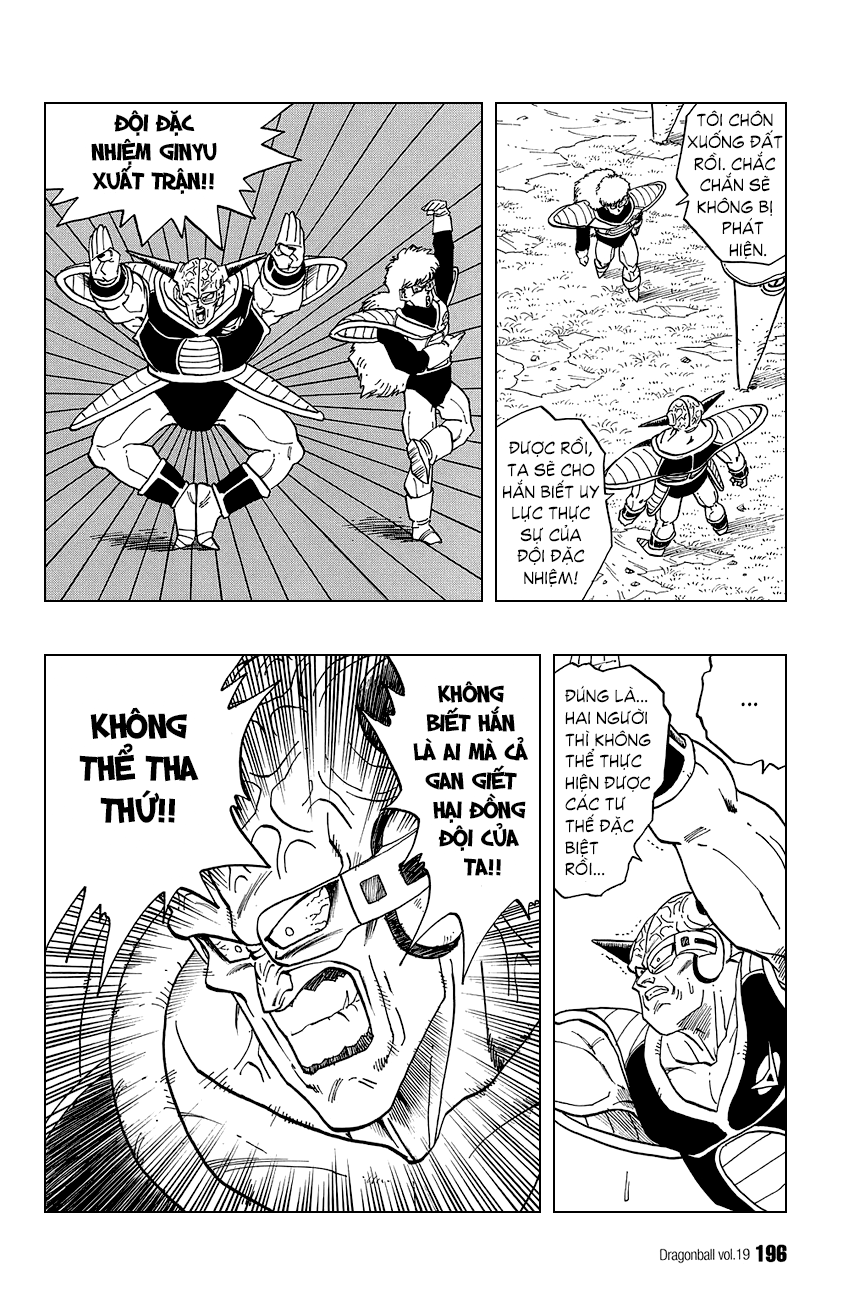 TÔI CHÔN
XUỐNG ĐẤT
RỒI. CHẮC
CHẮN SẼ
KHÔNG BỊ
PHÁT
HIỆN.
ĐƯỢC RỒI,
TA SẼ CHO
HẮN BIẾT UY
LỰC THỰC
SỰ CỦA
ĐỘI ĐẶC
NHIỆM!
ĐỘI ĐẶC
NHIỆM GINYU
XUẤT TRẬN!!
...
ĐÚNG LÀ...
HAI NGƯỜI
THÌ KHÔNG
THỂ THỰC
HIỆN ĐƯỢC
CÁC TƯ
THẾ ĐẶC
BIỆT
RỒI...
KHÔNG
BIẾT HẮN
LÀ AI MÀ CẢ
GAN GIẾT
HẠI ĐỒNG
ĐỘI CỦA
TA!!
KHÔNG
THỂ THA
THỨ!!
Dragonball vol.19 196